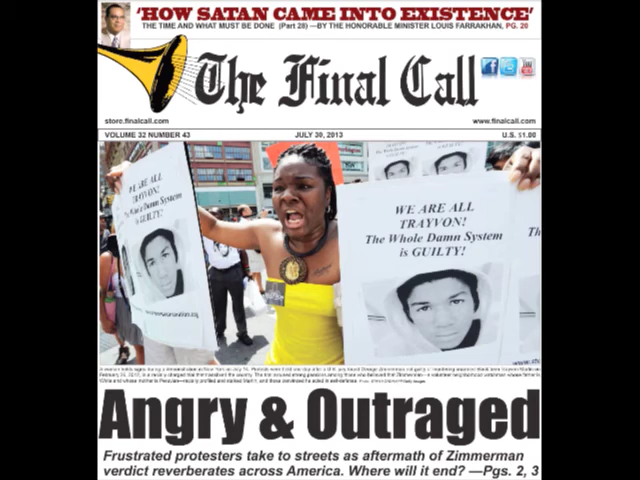 'HOW SATAN CAME INTO EXISTENCE'
THE TIME AND WHAT MUST BE DONE (Part 28) —BY THE HONORABLE MINISTER LOUIS FARRAKHAN, PG. 20
The Final Call
store.finalcall.com
www.finalcall.com
VOLUME 32 NUMBER 43
JULY 30, 2013
U.S. $1.00
WE ARE ALL
TRAYVON!
The Whole Damn System
is GUILTY!
WE ARE ALL
TRAYVON!
The Whole Damn System
is GUILTY!
Th
Angry & Outraged
Frustrated protesters take to streets as aftermath of Zimmerman
verdict reverberates across America. Where will it end? —Pgs. 2, 3